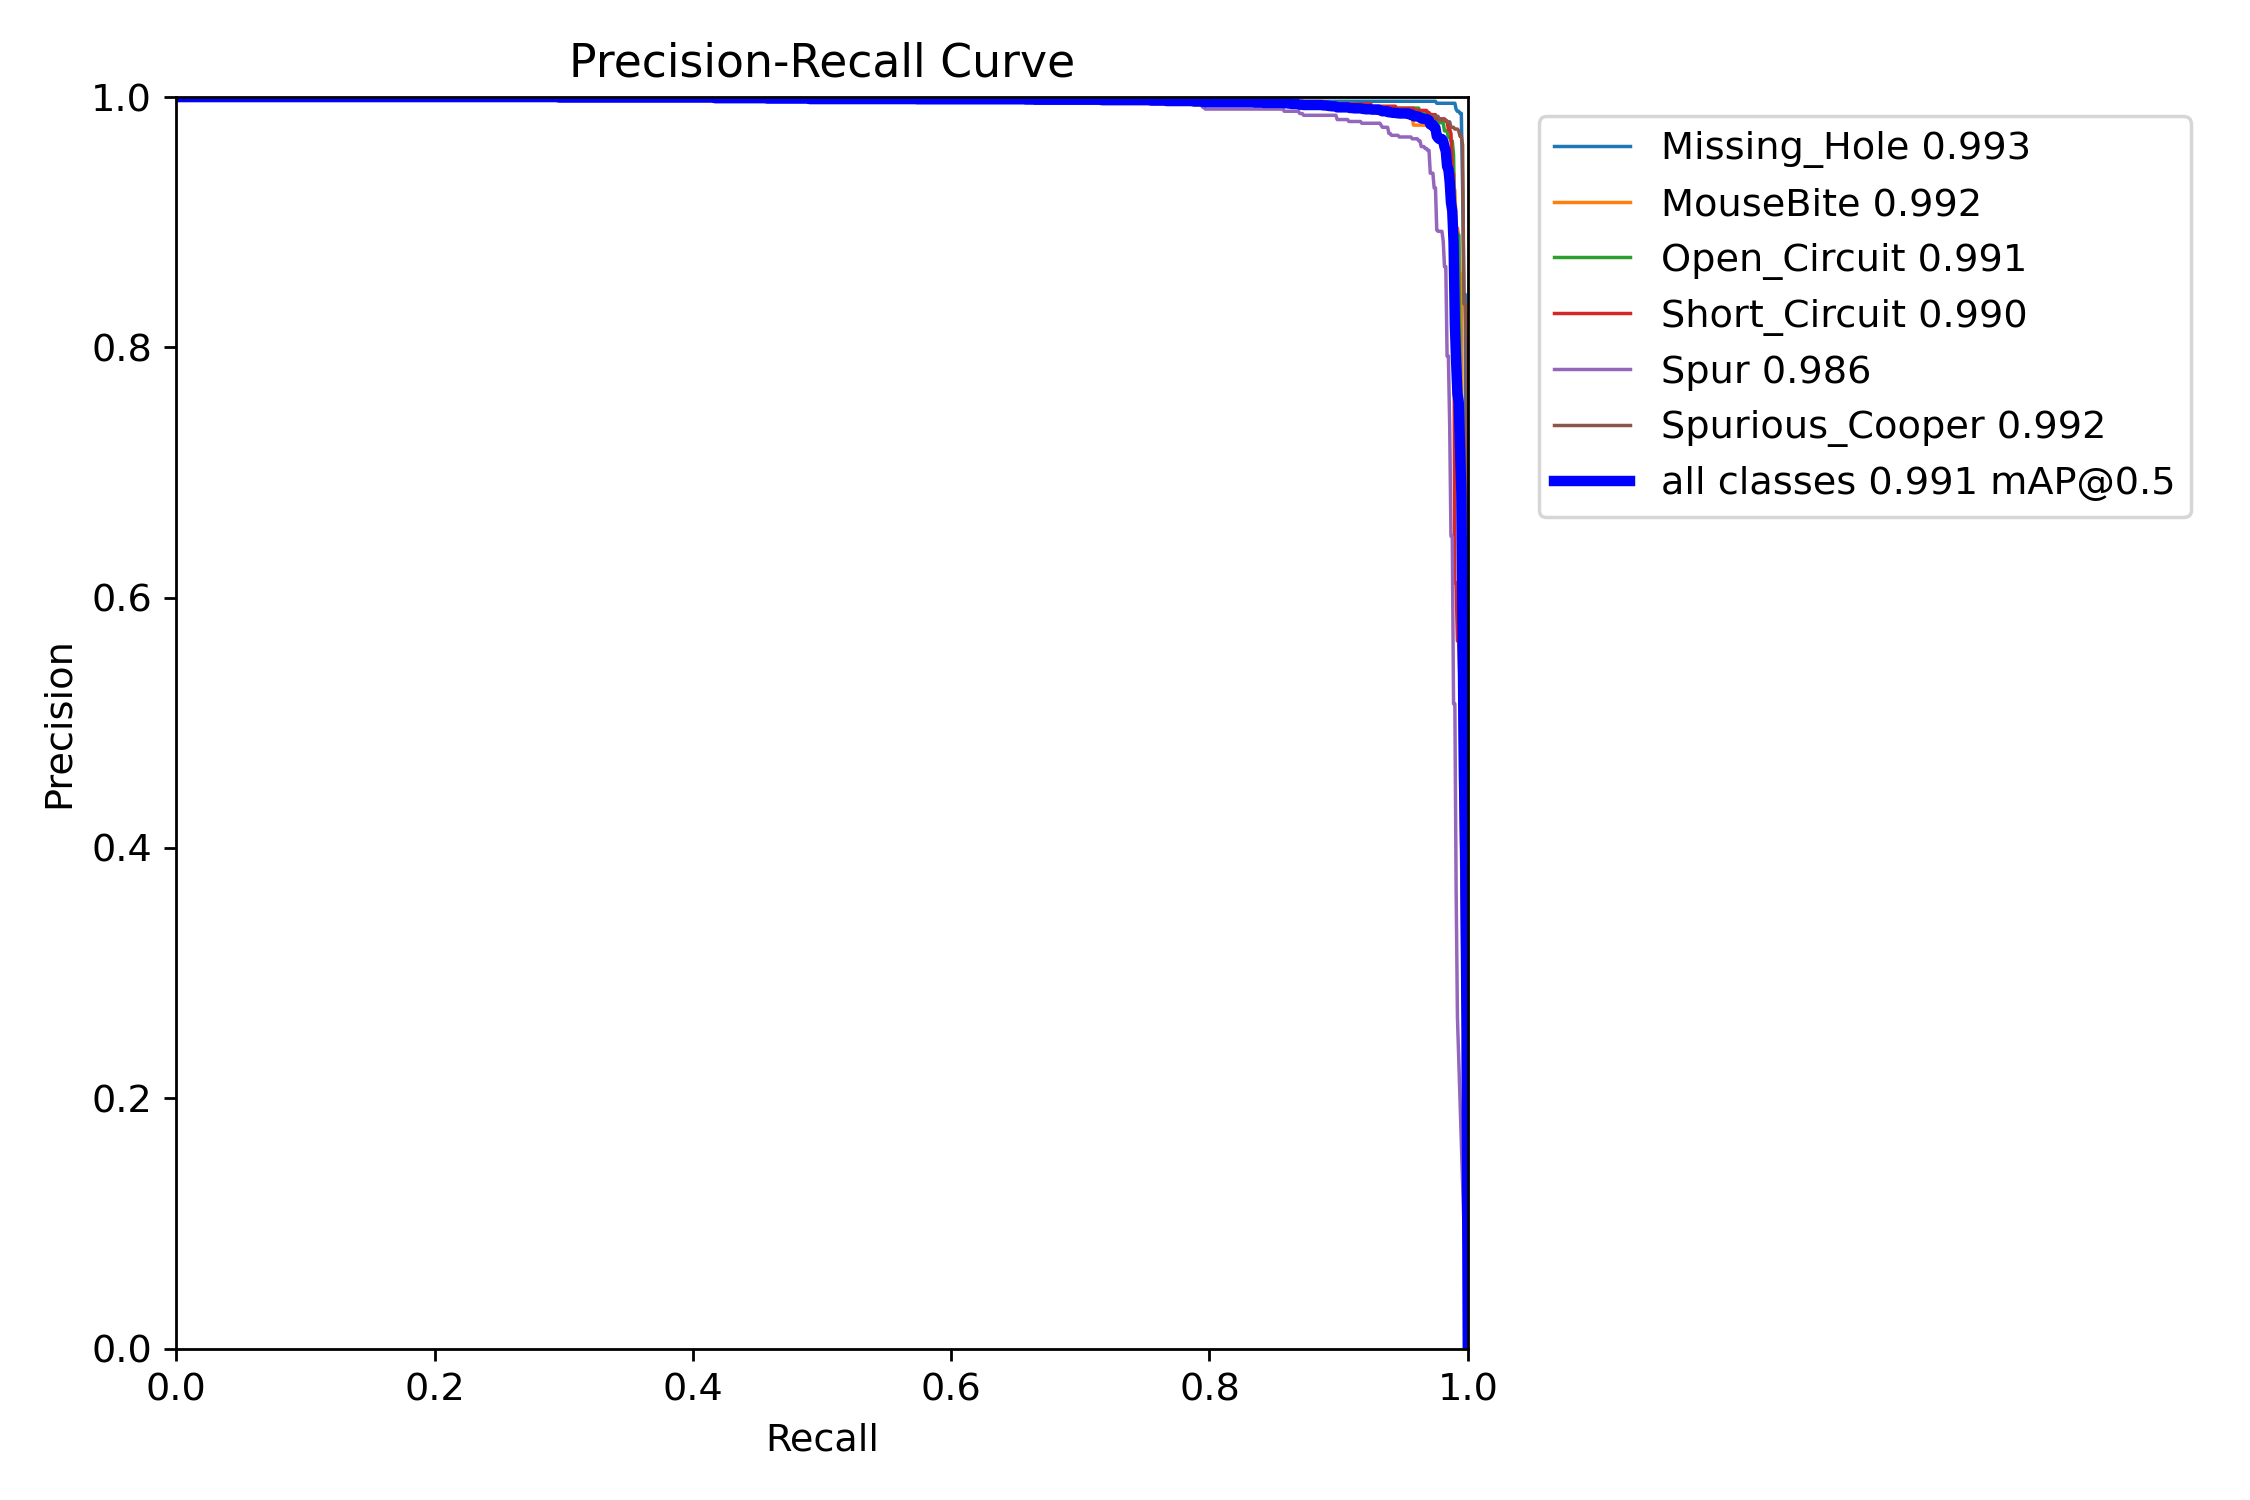 Precision-Recall Curve
1.0
0.8
0.6
0.4
0.2
0.0
Precision
0.0 0.2 0.4 0.6 0.8 1.0
Recall
Missing_Hole 0.993
MouseBite 0.992
Open_Circuit 0.991
Short_Circuit 0.990
Spur 0.986
Spurious_Cooper 0.992
all classes 0.991 mAP@0.5